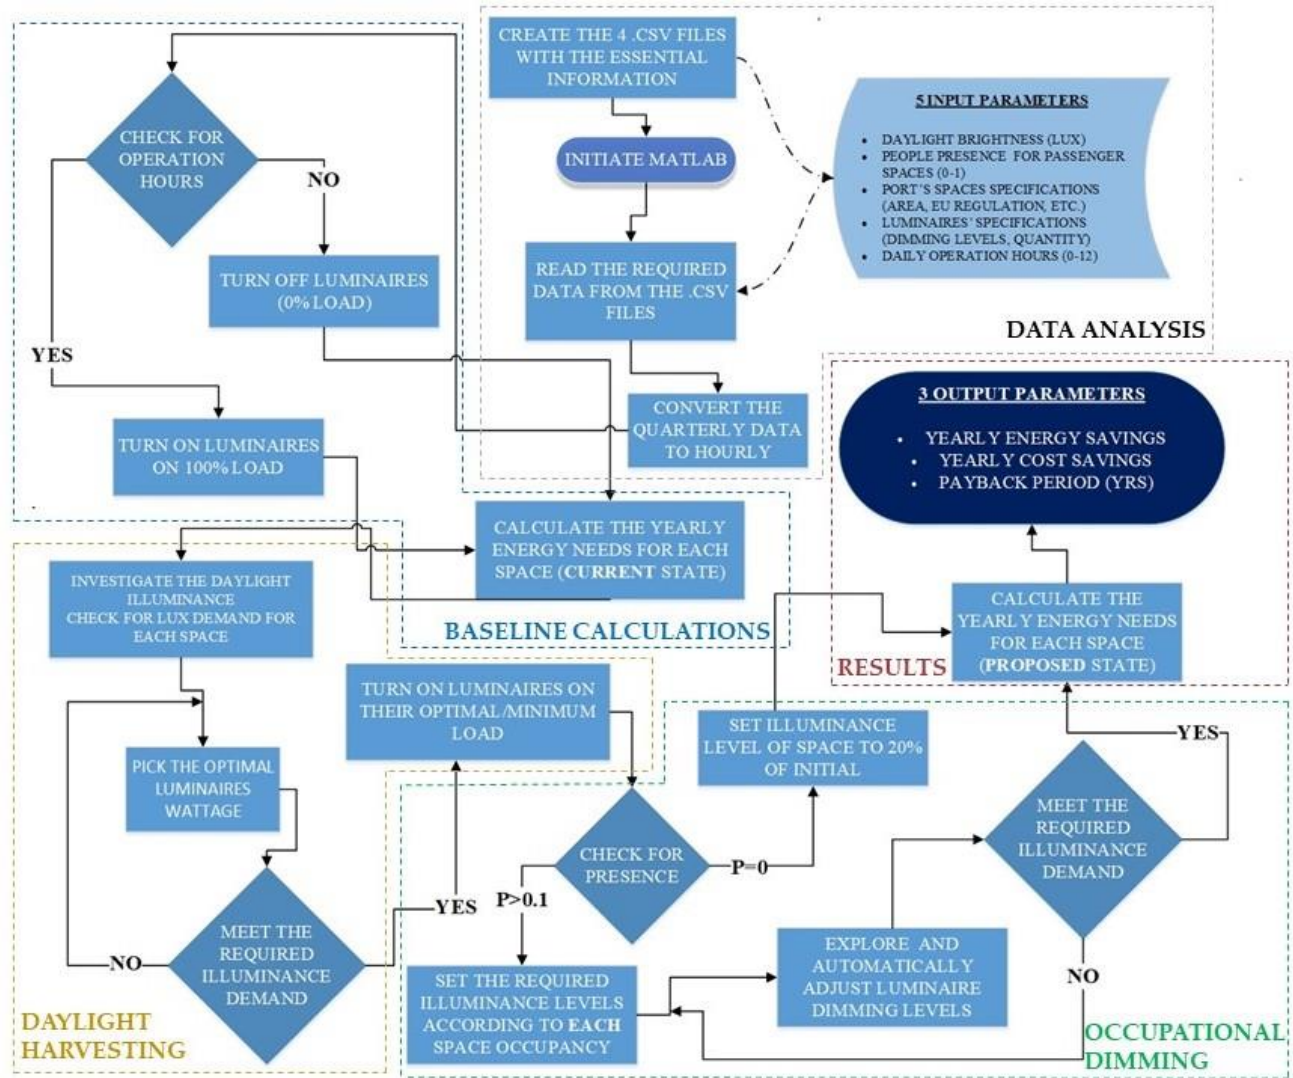 CREATE THE 4 .CSV FILES
WITH THE ESSENTIAL
INFORMATION
INITIATE MATLAB
READ THE REQUIRED
DATA FROM THE .CSV
FILES
CONVERT THE
QUARTERLY DATA
TO HOURLY
5 INPUT PARAMETERS
• DAYLIGHT BRIGHTNESS (LUX)
• PEOPLE PRESENCE FOR PASSENGER
SPACES (0-1)
• PORT'S SPACES SPECIFICATIONS
(AREA, EU REGULATION, ETC.)
• LUMINAIRES' SPECIFICATIONS
(DIMMING LEVELS, QUANTITY)
• DAILY OPERATION HOURS (0-12)
DATA ANALYSIS
CHECK FOR
OPERATION
HOURS
NO
TURN OFF LUMINAIRES
(0% LOAD)
YES
TURN ON LUMINAIRES
ON 100% LOAD
CALCULATE THE YEARLY
ENERGY NEEDS FOR EACH
SPACE (CURRENT STATE)
BASELINE CALCULATIONS
INVESTIGATE THE DAYLIGHT
ILLUMINANCE
CHECK FOR LUX DEMAND FOR
EACH SPACE
PICK THE OPTIMAL
LUMINAIRES
WATTAGE
MEET THE
REQUIRED
ILLUMINANCE
DEMAND
NO
YES
TURN ON LUMINAIRES ON
THEIR OPTIMAL/MINIMUM
LOAD
DAYLIGHT
HARVESTING
CHECK FOR
PRESENCE
P=0
P>0.1
SET ILLUMINANCE
LEVEL OF SPACE TO 20%
OF INITIAL
SET THE REQUIRED
ILLUMINANCE LEVELS
ACCORDING TO EACH
SPACE OCCUPANCY
EXPLORE AND
AUTOMATICALLY
ADJUST LUMINAIRE
DIMMING LEVELS
MEET THE
REQUIRED
ILLUMINANCE
DEMAND
YES
NO
OCCUPATIONAL
DIMMING
CALCULATE THE
YEARLY ENERGY NEEDS
FOR EACH SPACE
(PROPOSED STATE)
RESULTS
3 OUTPUT PARAMETERS
• YEARLY ENERGY SAVINGS
• YEARLY COST SAVINGS
• PAYBACK PERIOD (YRS)